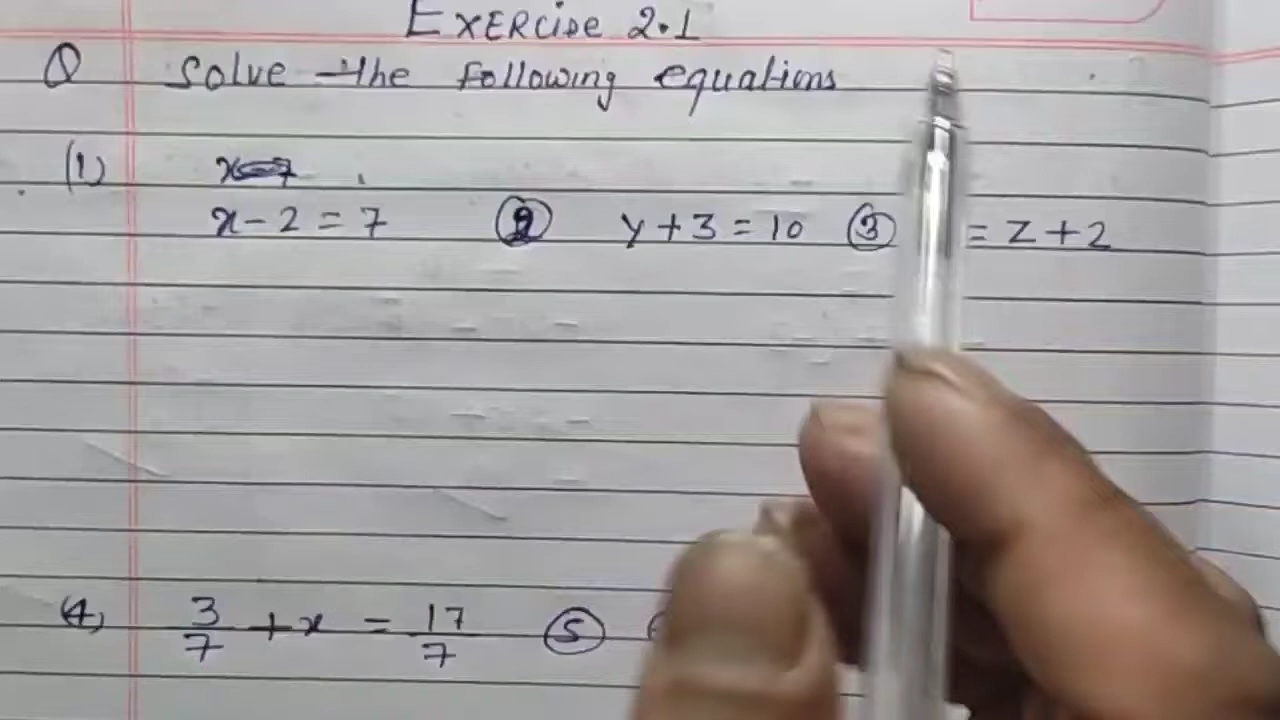 Exercise 2.1
Q Solve the following equations
(1) x-7
x - 2 = 7 (2) y + 3 = 10 (3) = z + 2
(4) 3/7 + x = 17/7 (5)